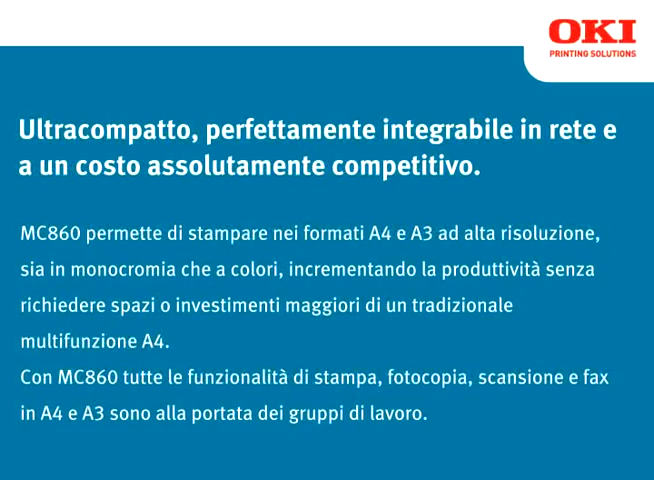 OKI
PRINTING SOLUTIONS
Ultracompatto, perfettamente integrabile in rete e
a un costo assolutamente competitivo.
MC860 permette di stampare nei formati A4 e A3 ad alta risoluzione,
sia in monocromia che a colori, incrementando la produttività senza
richiedere spazi o investimenti maggiori di un tradizionale
multifunzione A4.
Con MC860 tutte le funzionalità di stampa, fotocopia, scansione e fax
in A4 e A3 sono alla portata dei gruppi di lavoro.